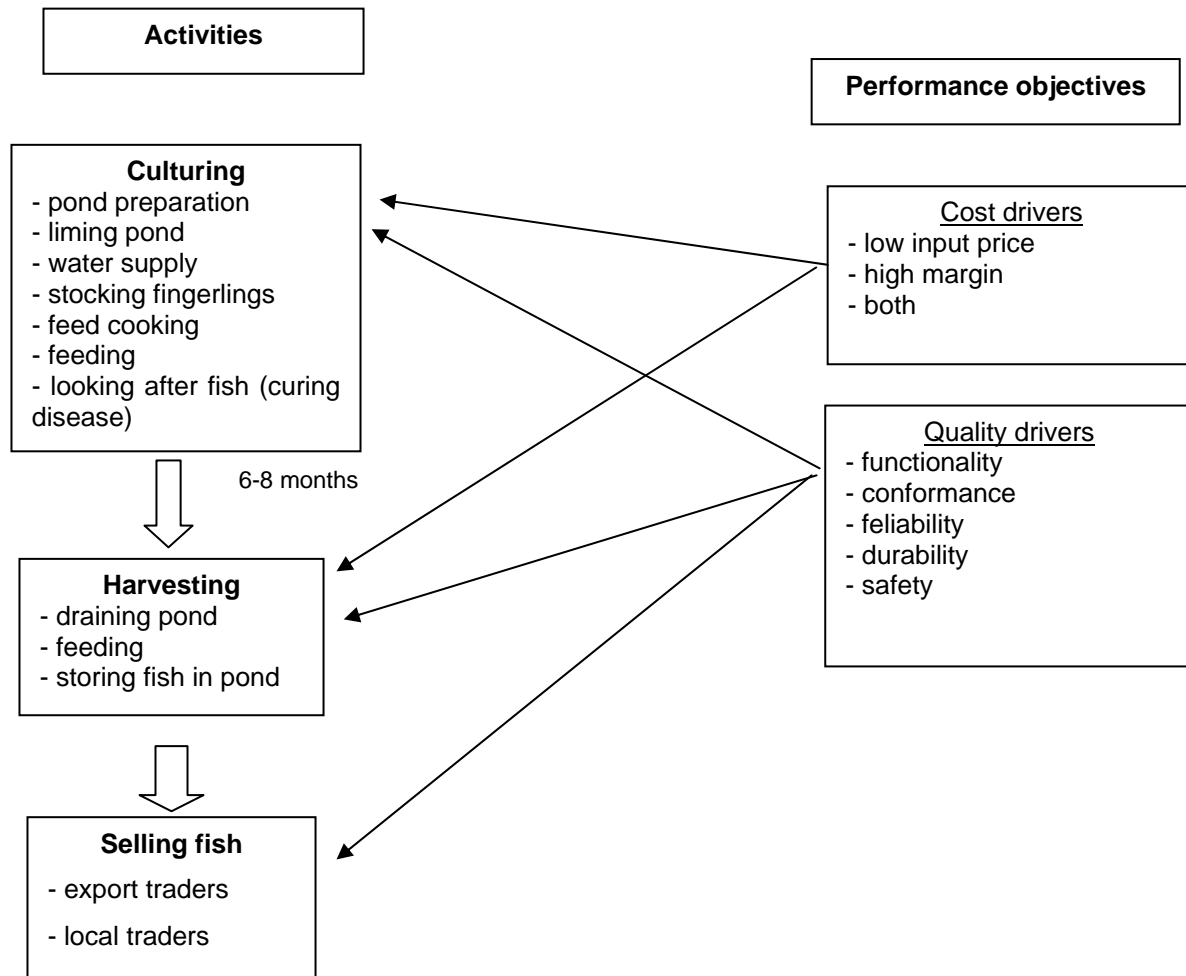 Activities
Performance objectives
Culturing
- pond preparation
- liming pond
- water supply
- stocking fingerlings
- feed cooking
- feeding
- looking after fish (curing
disease)
6-8 months
Harvesting
- draining pond
- feeding
- storing fish in pond
Selling fish
- export traders
- local traders
Cost drivers
- low input price
- high margin
- both
Quality drivers
- functionality
- conformance
- feliability
- durability
- safety